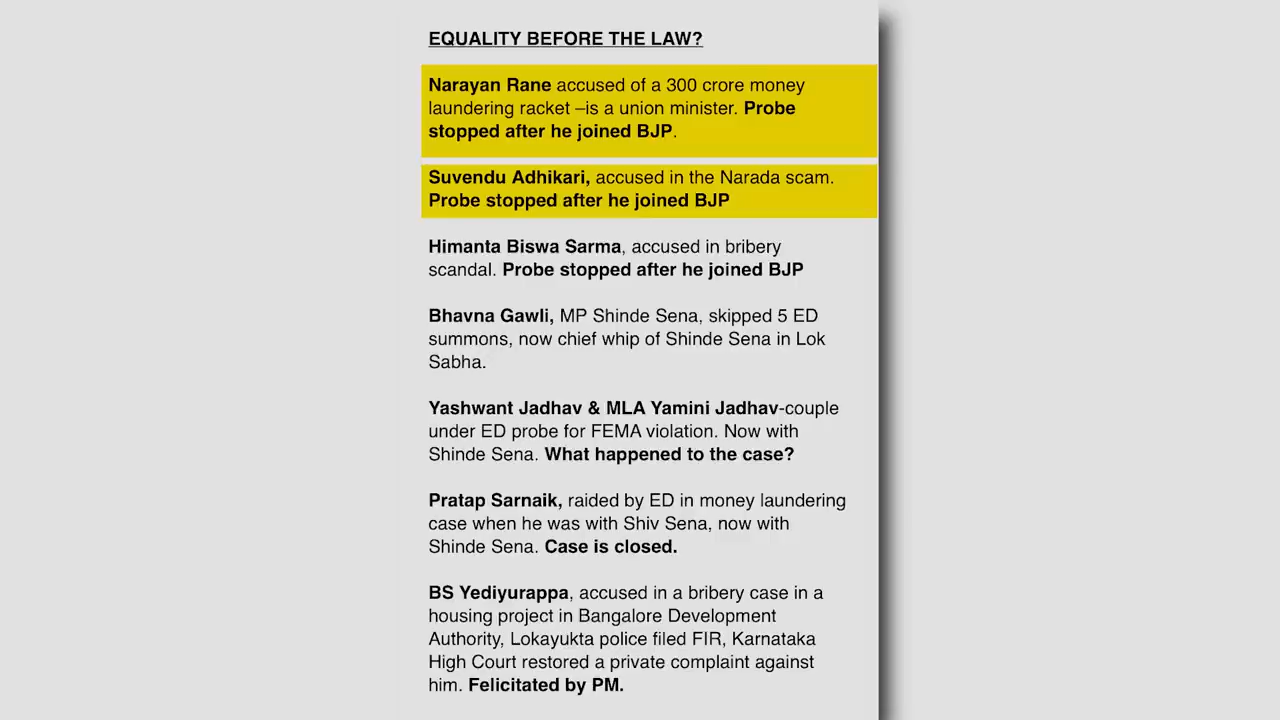 EQUALITY BEFORE THE LAW?
Narayan Rane accused of a 300 crore money
laundering racket –is a union minister. Probe
stopped after he joined BJP.
Suvendu Adhikari, accused in the Narada scam.
Probe stopped after he joined BJP
Himanta Biswa Sarma, accused in bribery
scandal. Probe stopped after he joined BJP
Bhavna Gawli, MP Shinde Sena, skipped 5 ED
summons, now chief whip of Shinde Sena in Lok
Sabha.
Yashwant Jadhav & MLA Yamini Jadhav-couple
under ED probe for FEMA violation. Now with
Shinde Sena. What happened to the case?
Pratap Sarnaik, raided by ED in money laundering
case when he was with Shiv Sena, now with
Shinde Sena. Case is closed.
BS Yediyurappa, accused in a bribery case in a
housing project in Bangalore Development
Authority, Lokayukta police filed FIR, Karnataka
High Court restored a private complaint against
him. Felicitated by PM.